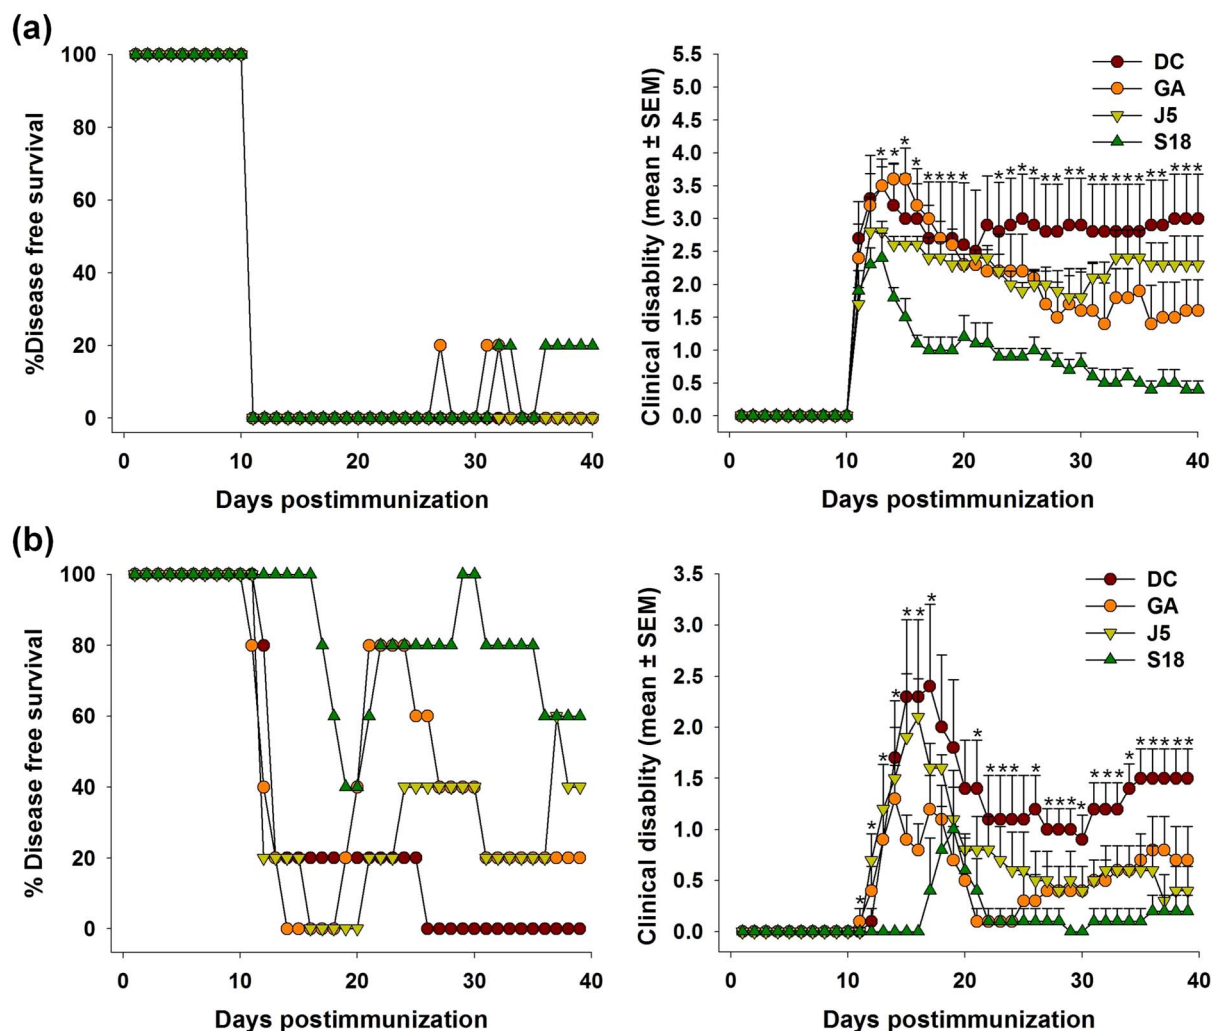 (a)
%Disease free survival
100
80
60
40
20
0
0 10 20 30 40
Days postimmunization
Clinical disablity (mean ± SEM)
5.5
5.0
4.5
4.0
3.5
3.0
2.5
2.0
1.5
1.0
0.5
0.0
0 10 20 30 40
Days postimmunization
DC
GA
J5
S18
(b)
% Disease free survival
100
80
60
40
20
0
0 10 20 30 40
Days postimmunization
Clinical disablity (mean ± SEM)
3.5
3.0
2.5
2.0
1.5
1.0
0.5
0.0
0 10 20 30 40
Days postimmunization
DC
GA
J5
S18